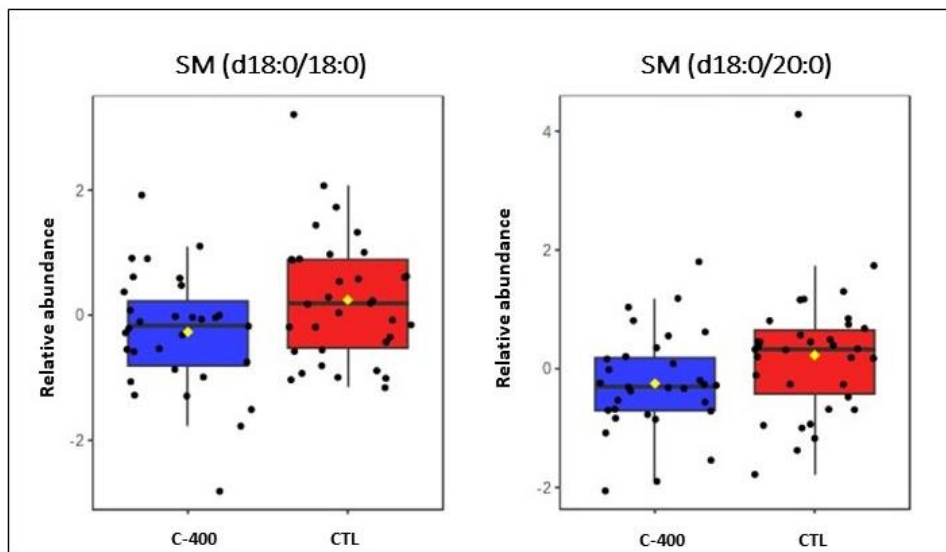 SM (d18:0/18:0)
Relative abundance
2
0
-2
C-400
CTL
SM (d18:0/20:0)
Relative abundance
4
2
0
-2
C-400
CTL